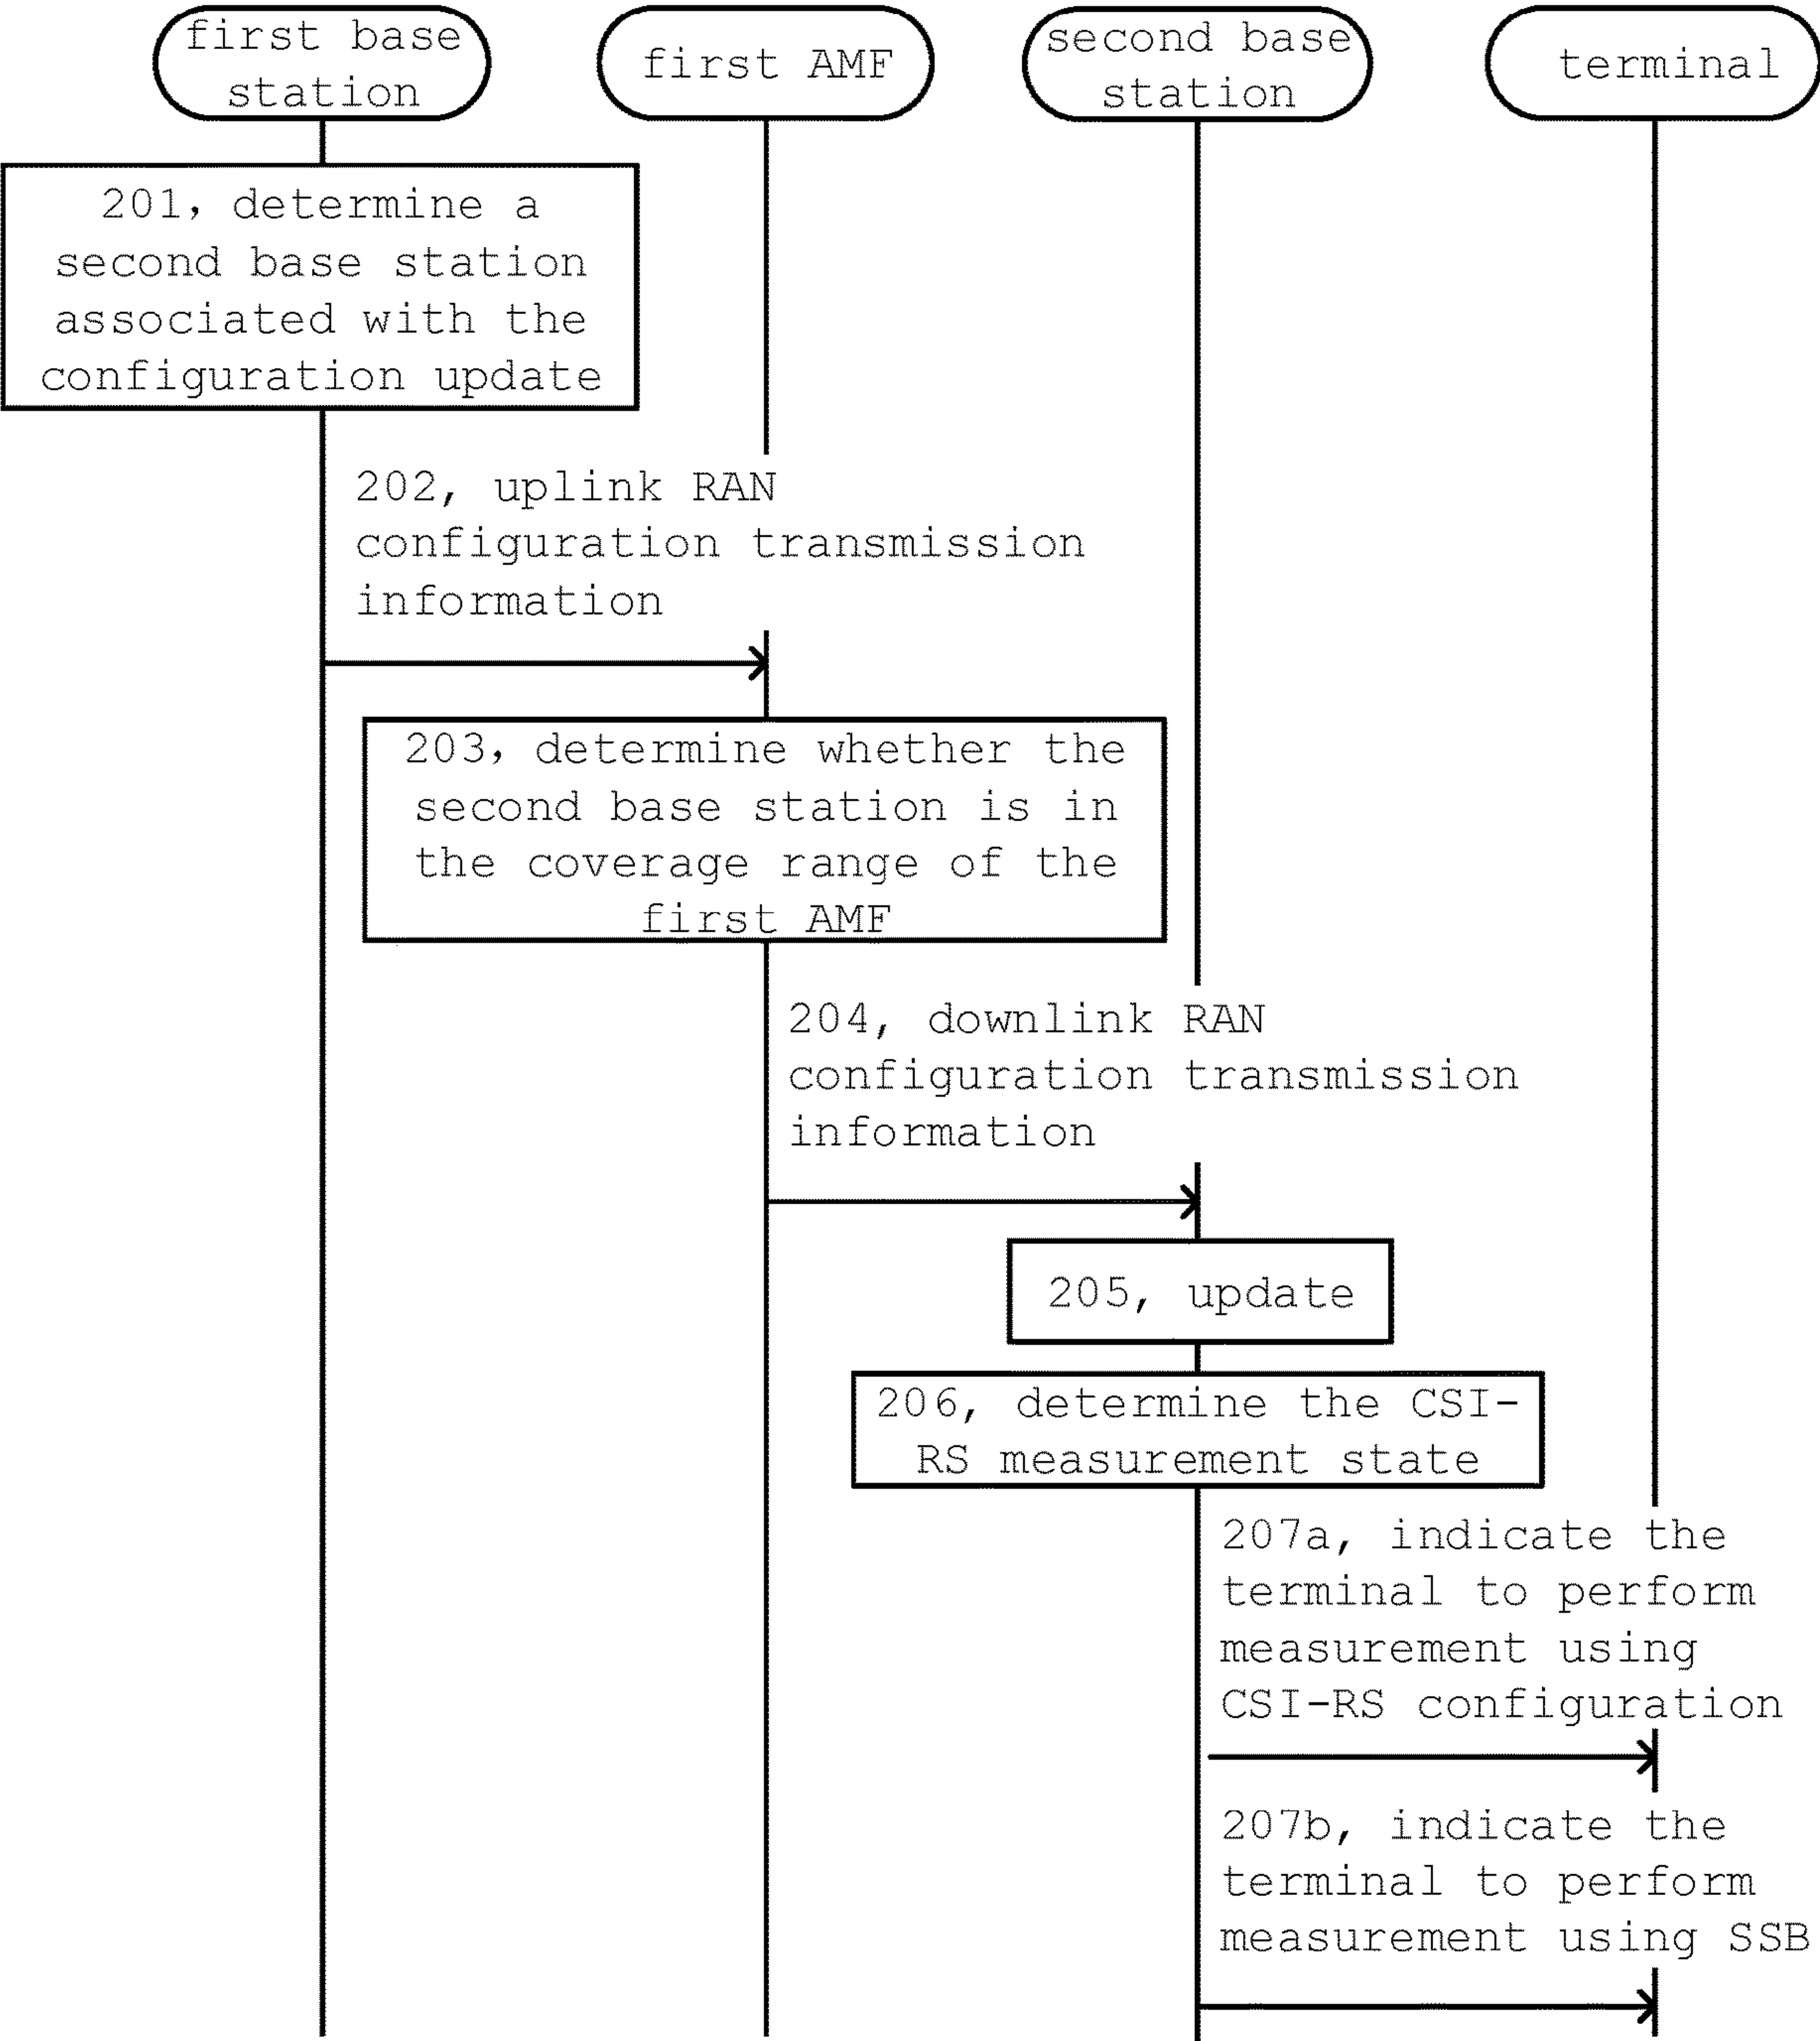 first base
station
first AMF
second base
station
terminal
201, determine a
second base station
associated with the
configuration update
202, uplink RAN
configuration transmission
information
203, determine whether the
second base station is in
the coverage range of the
first AMF
204, downlink RAN
configuration transmission
information
205, update
206, determine the CSI-
RS measurement state
207a, indicate the
terminal to perform
measurement using
CSI-RS configuration
207b, indicate the
terminal to perform
measurement using SSB